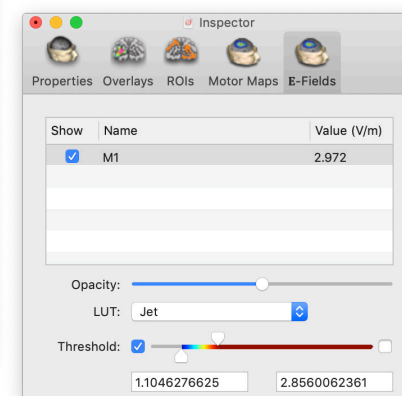 Inspector
Properties Overlays ROIs Motor Maps E-Fields
Show Name Value (V/m)
M1 2.972
Opacity:
LUT: Jet
Threshold:
1.1046276625 2.8560062361